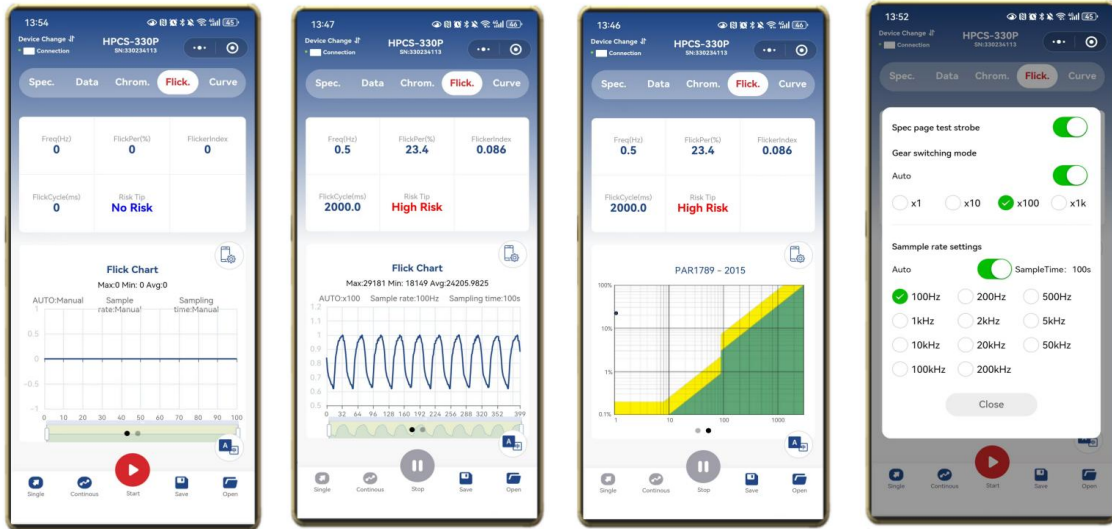 13:54
45
Device Change
HPCS-330P
Connection
SN:330234113
Spec. Data Chrom. Flick. Curve
Freq(Hz) FlickPer(%) FlickerIndex
0 0 0
FlickCycle(ms) Risk Tip
0 No Risk
Flick Chart
Max:0 Min: 0 Avg:0
AUTO:Manual Sample rate:Manual Sampling time:Manual
1
0.5
0
-0.5
-1
0 10 20 30 40 50 60 70 80 90 100
A
Single Continous Start Save Open
13:47
46
Device Change
HPCS-330P
Connection
SN:330234113
Spec. Data Chrom. Flick. Curve
Freq(Hz) FlickPer(%) FlickerIndex
0.5 23.4 0.086
FlickCycle(ms) Risk Tip
2000.0 High Risk
Flick Chart
Max:29181 Min: 18149 Avg:24205.9825
AUTO:x100 Sample rate:100Hz Sampling time:100s
1.2
1.1
1
0.9
0.8
0.7
0.6
0.5
0 32 64 96 128 160 192 224 256 288 320 352 399
A
Single Continous Stop Save Open
13:46
46
Device Change
HPCS-330P
Connection
SN:330234113
Spec. Data Chrom. Flick. Curve
Freq(Hz) FlickPer(%) FlickerIndex
0.5 23.4 0.086
FlickCycle(ms) Risk Tip
2000.0 High Risk
PAR1789 - 2015
100%
10%
1%
0.1%
1 10 100 1000
A
Single Continous Stop Save Open
13:52
45
Device Change
HPCS-330P
Connection
SN:330234113
Spec. Data Chrom. Flick. Curve
Spec page test strobe
Gear switching mode
Auto
x1 x10 x100 x1k
Sammple rate settings
Auto SampleTime: 100s
100Hz 200Hz 500Hz
1kHz 2kHz 5kHz
10kHz 20kHz 50kHz
100kHz 200kHz
Close
Single Continous Start Save Open